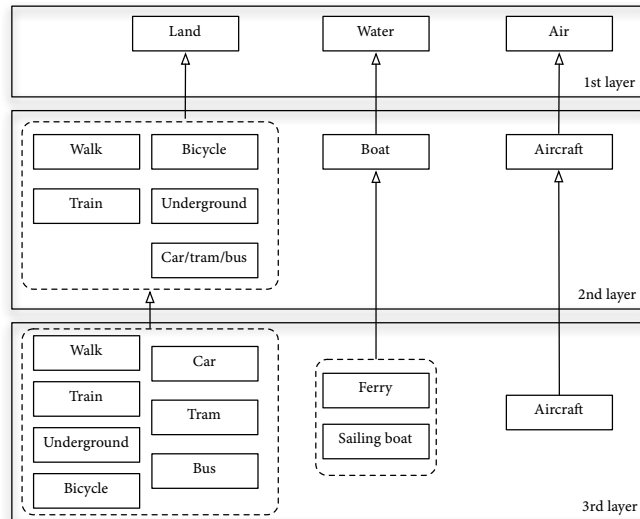 Land
Water
Air
1st layer
Walk
Bicycle
Boat
Aircraft
Train
Underground
Car/tram/bus
2nd layer
Walk
Car
Train
Ferry
Tram
Aircraft
Underground
Sailing boat
Bus
Bicycle
3rd layer